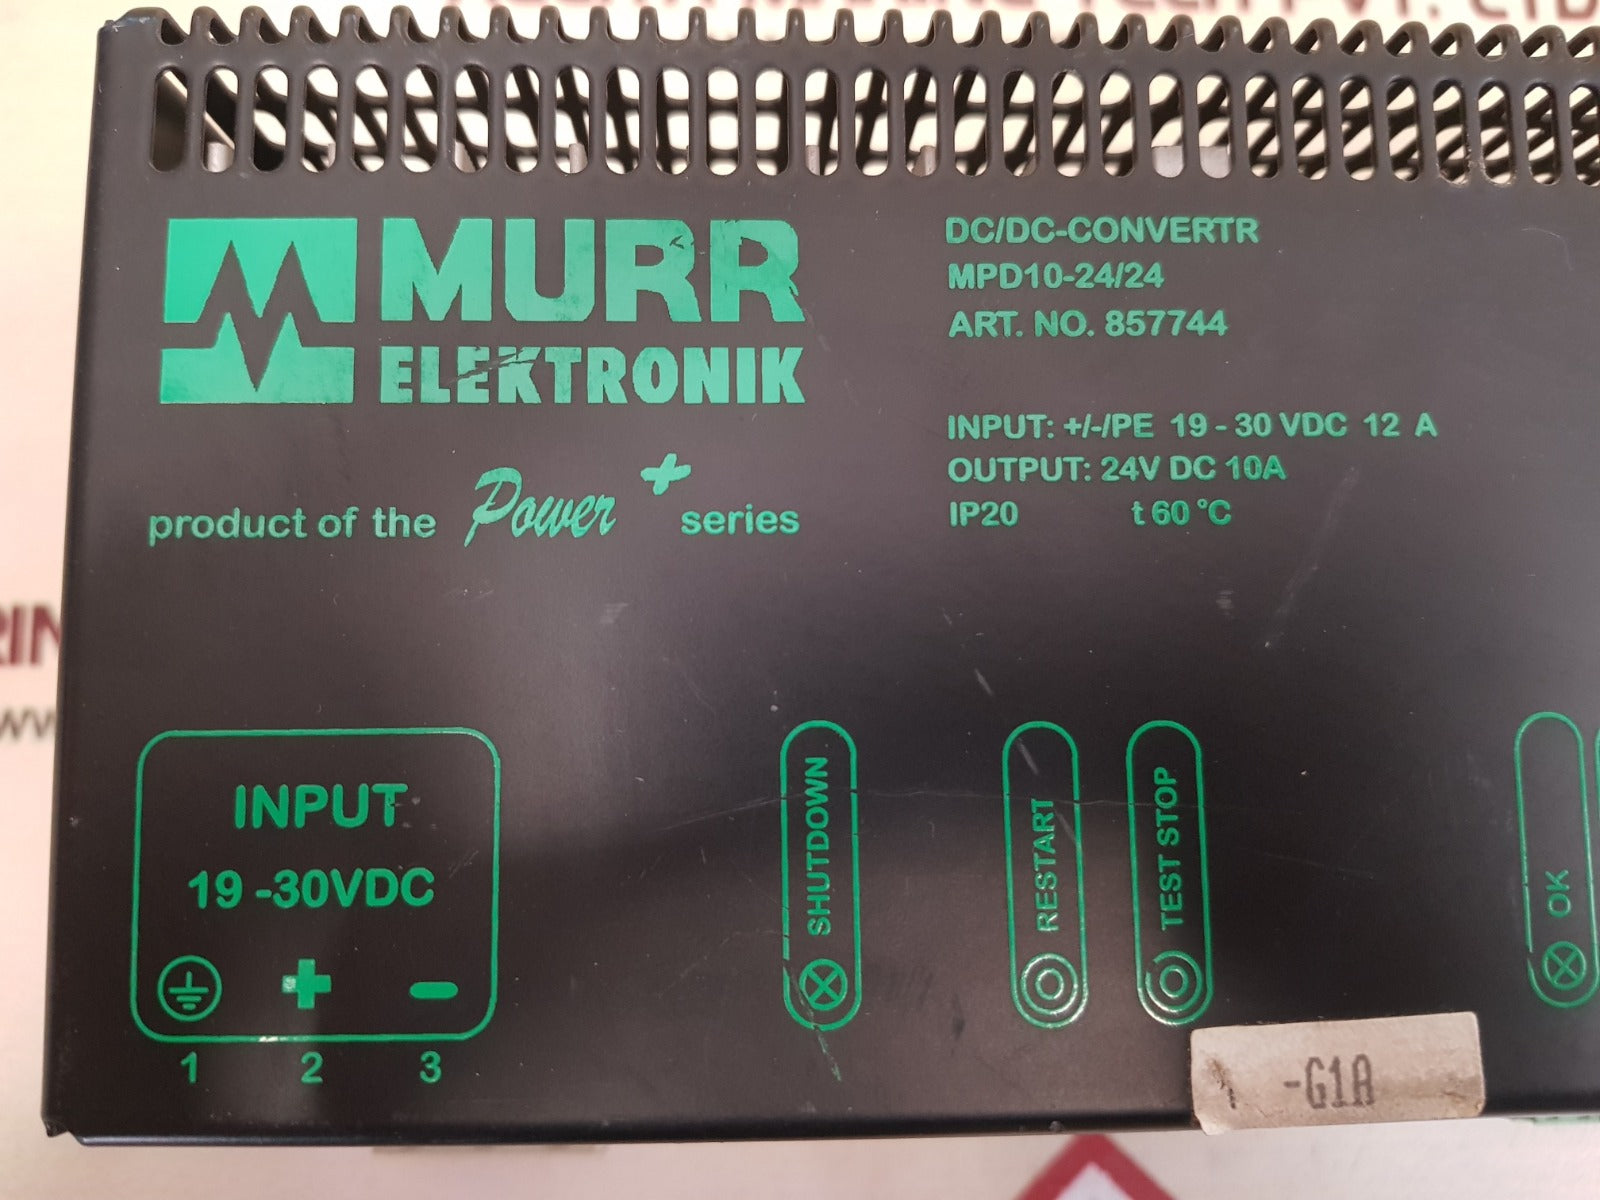 MURR
ELEKTRONIK
product of the Power + series
DC/DC-CONVERTR
MPD10-24/24
ART. NO. 857744
INPUT: +/-/PE 19 - 30 VDC 12 A
OUTPUT: 24V DC 10A
IP20 t 60 °C
INPUT
19 -30VDC
+ -
1 2 3
SHUTDOWN
RESTART
TEST STOP
OK
-G1A